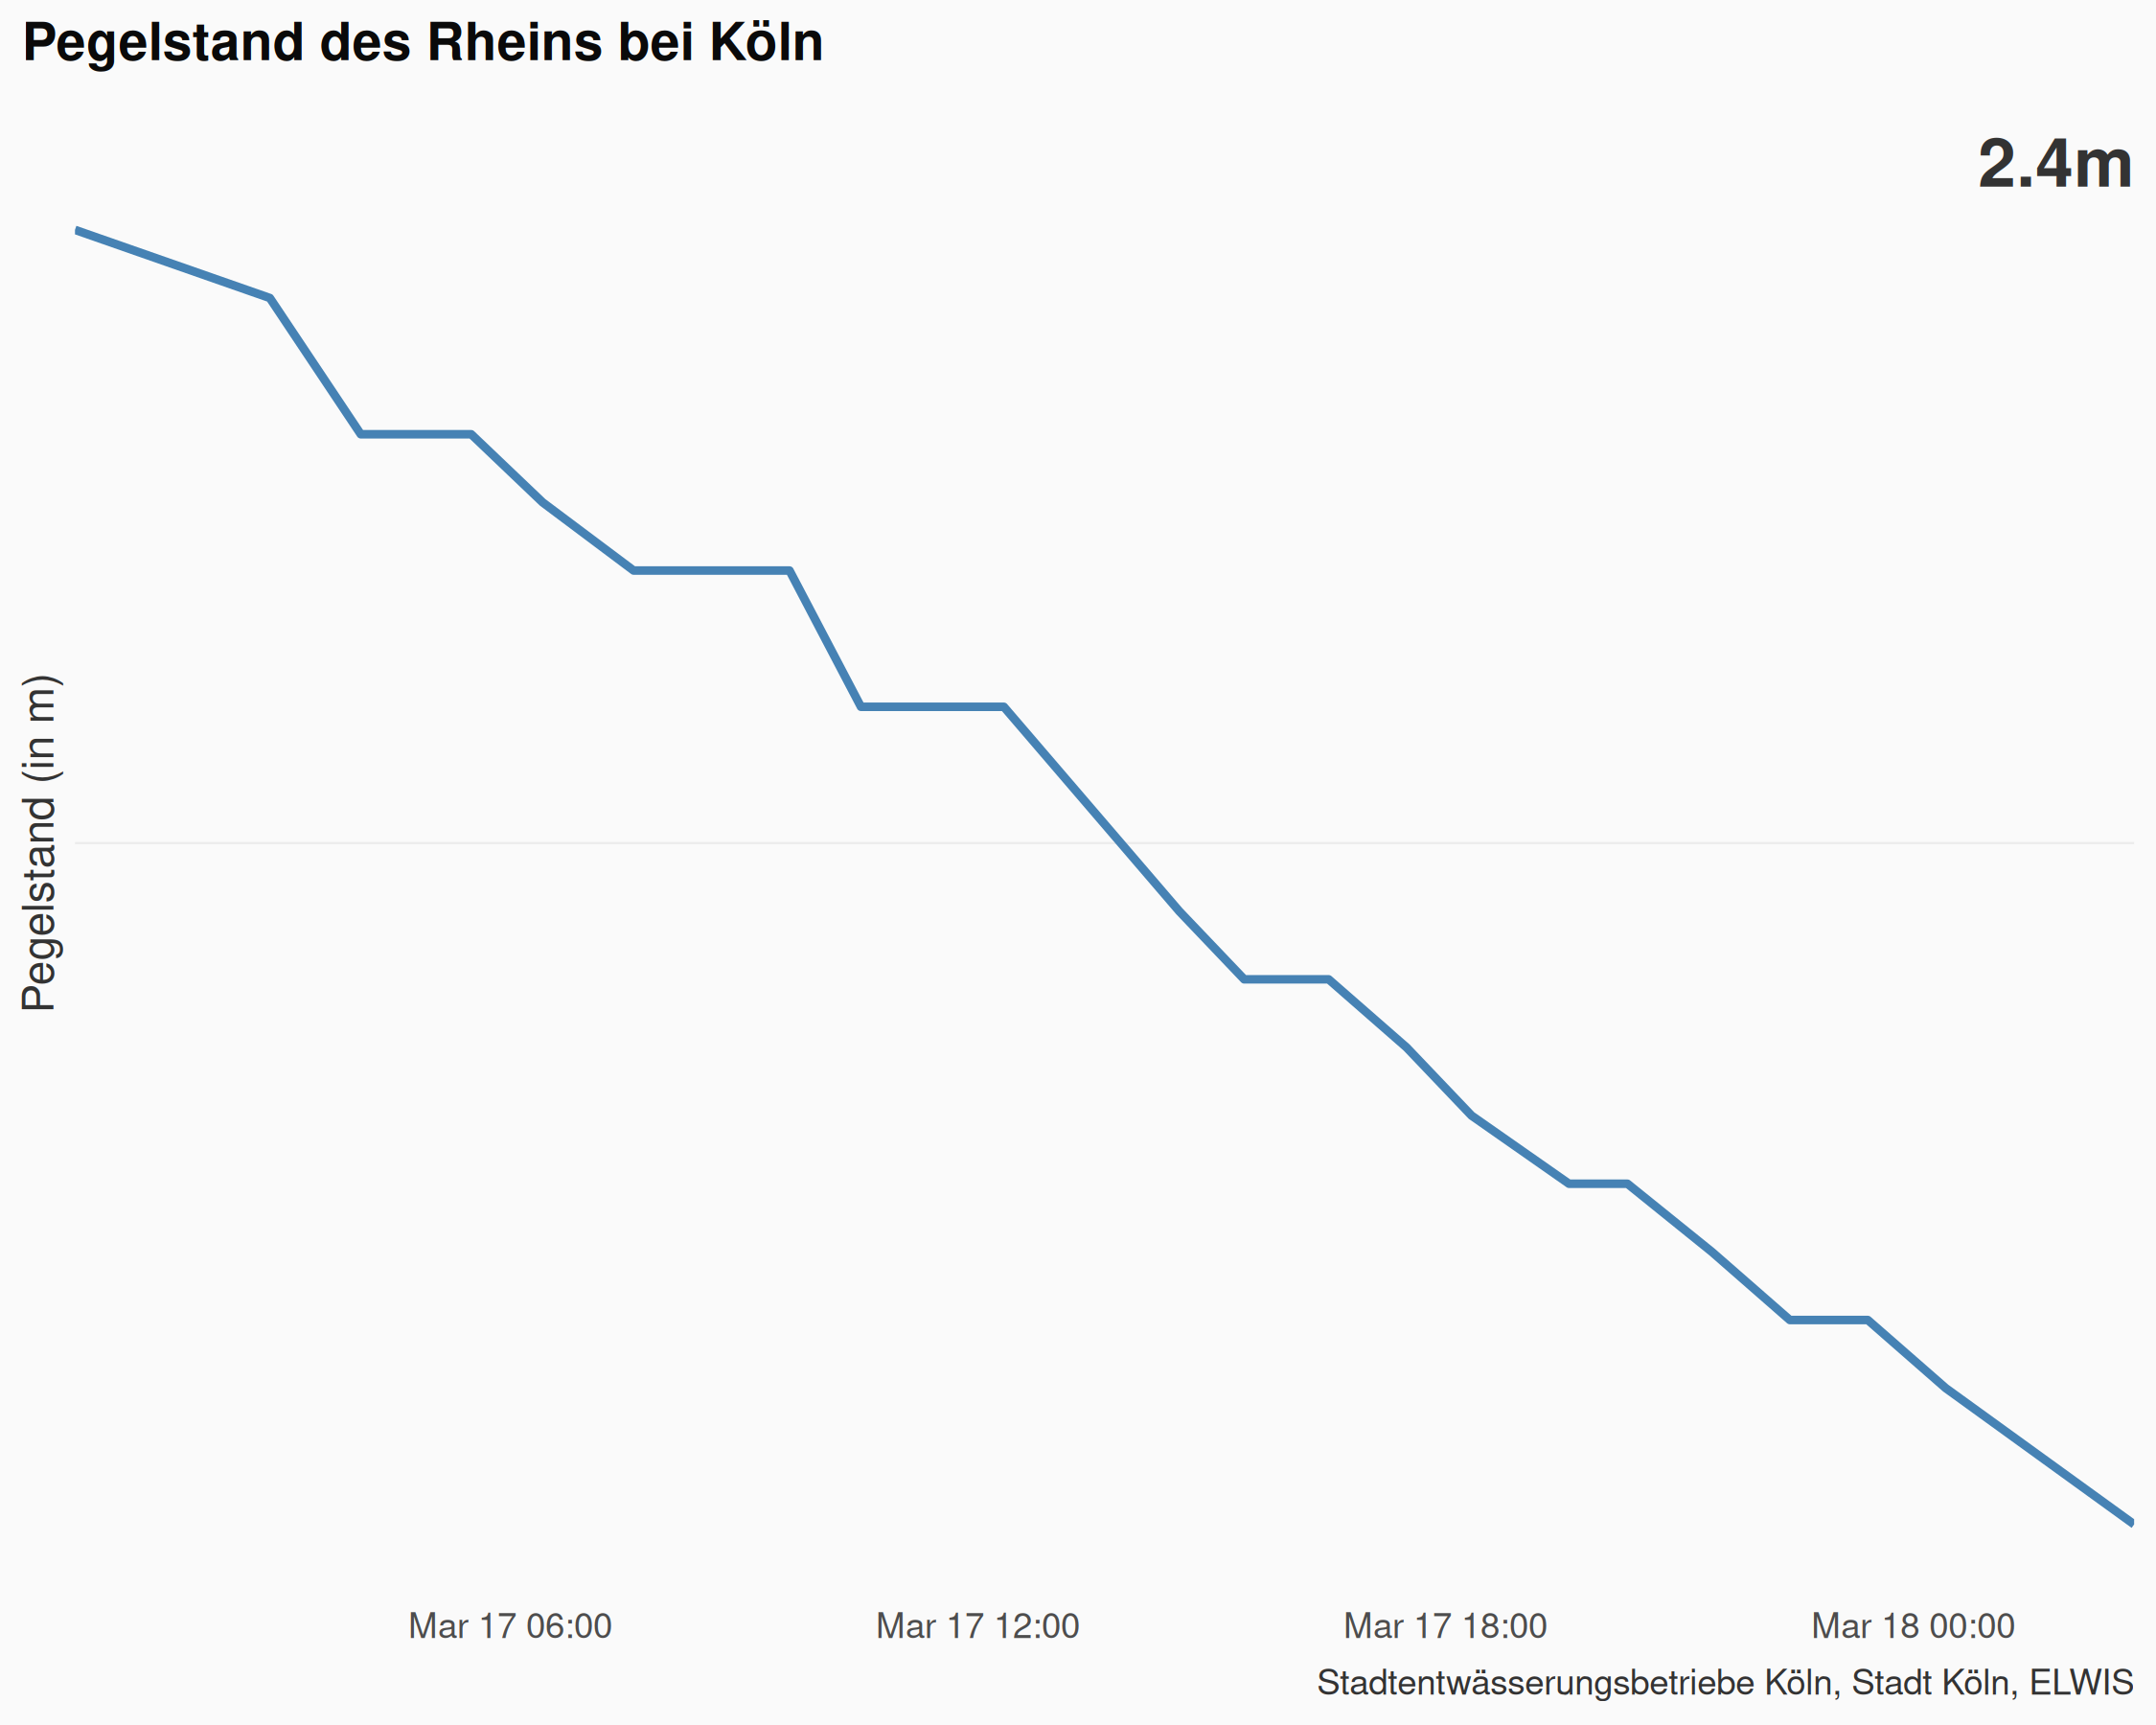 Pegelstand des Rheins bei Köln
2.4m
Pegelstand (in m)
Mar 17 06:00
Mar 17 12:00
Mar 17 18:00
Mar 18 00:00
Stadtentwässerungsbetriebe Köln, Stadt Köln, ELWIS